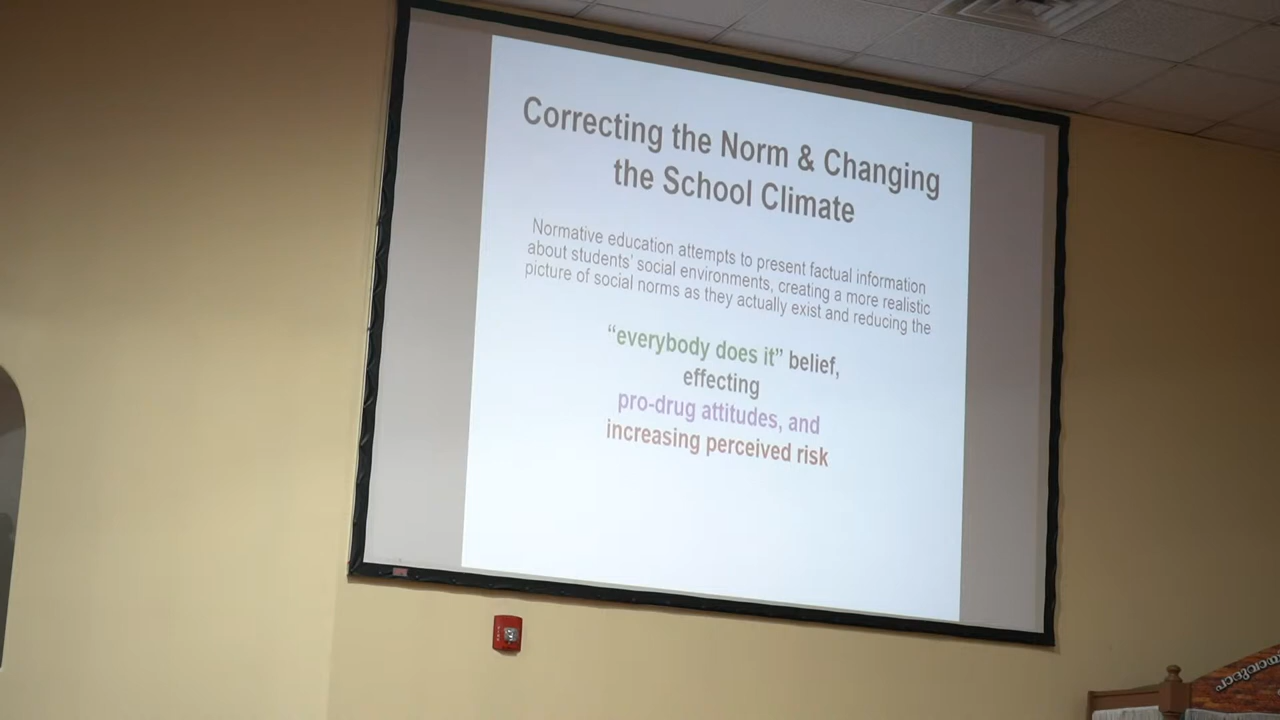 Correcting the Norm & Changing
the School Climate
Normative education attempts to present factual information
about students' social environments, creating a more realistic
picture of social norms as they actually exist and reducing the
“everybody does it” belief,
effecting
pro-drug attitudes, and
increasing perceived risk